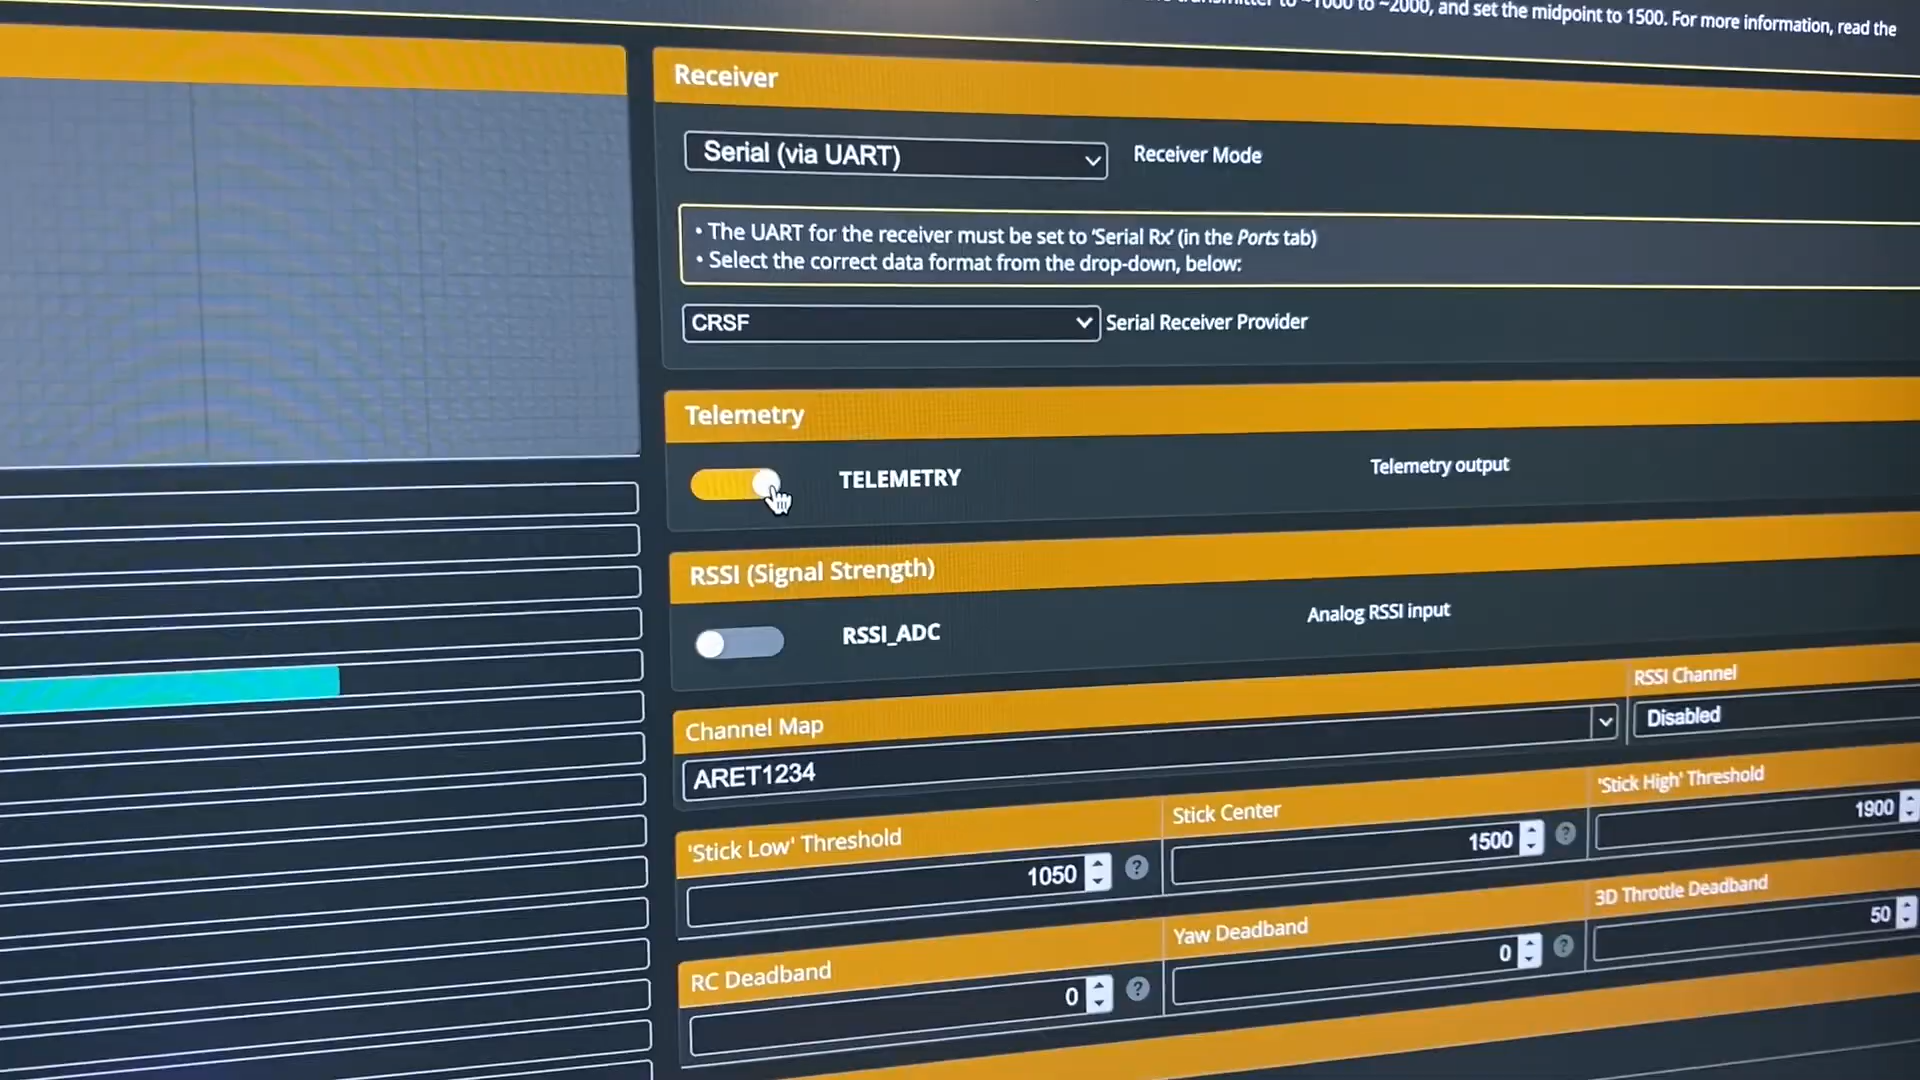 to ~1000 to ~2000, and set the midpoint to 1500. For more information, read the
Receiver
Serial (via UART)
Receiver Mode
• The UART for the receiver must be set to 'Serial Rx' (in the Ports tab)
• Select the correct data format from the drop-down, below:
CRSF
Serial Receiver Provider
Telemetry
TELEMETRY
Telemetry output
RSSI (Signal Strength)
RSSI_ADC
Analog RSSI input
Channel Map
RSSI Channel
ARET1234
Disabled
'Stick Low' Threshold
Stick Center
'Stick High' Threshold
1050
1500
1900
RC Deadband
Yaw Deadband
3D Throttle Deadband
0
0
50